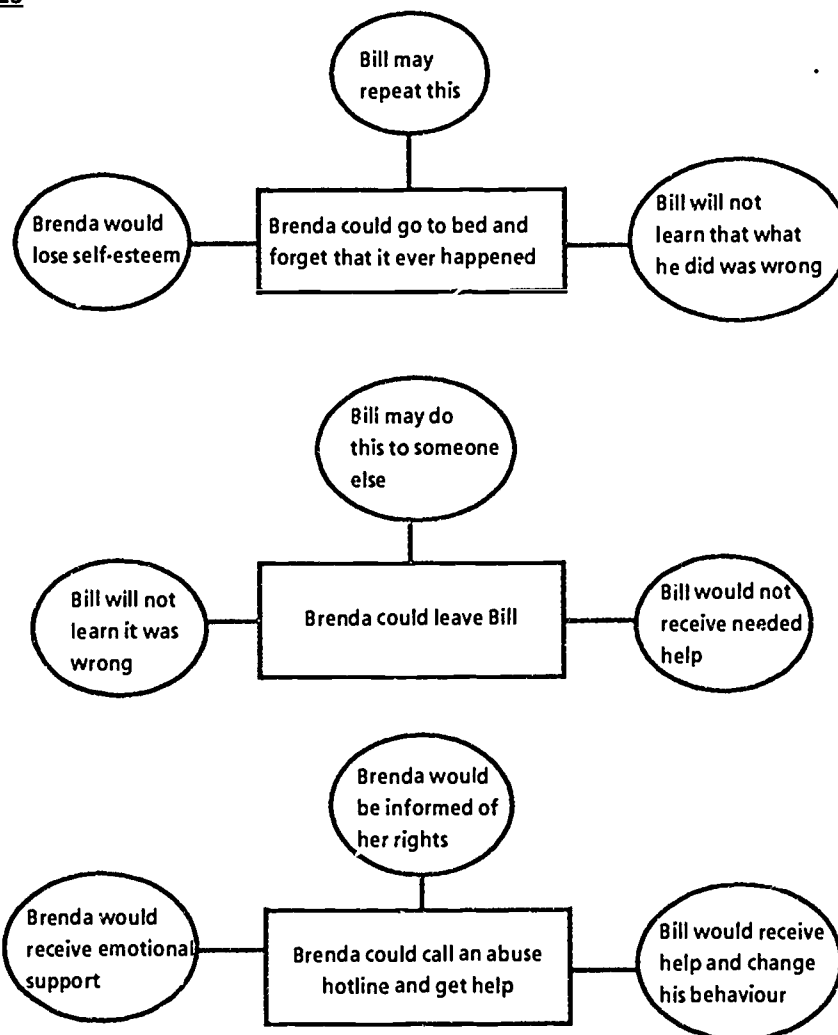 Bill may
repeat this
Brenda would
lose self-esteem
Brenda could go to bed and
forget that it ever happened
Bill will not
learn that what
he did was wrong
Bill may do
this to someone
else
Bill will not
learn it was
wrong
Brenda could leave Bill
Bill would not
receive needed
help
Brenda would
be informed of
her rights
Brenda would
receive emotional
support
Brenda could call an abuse
hotline and get help
Bill would receive
help and change
his behaviour